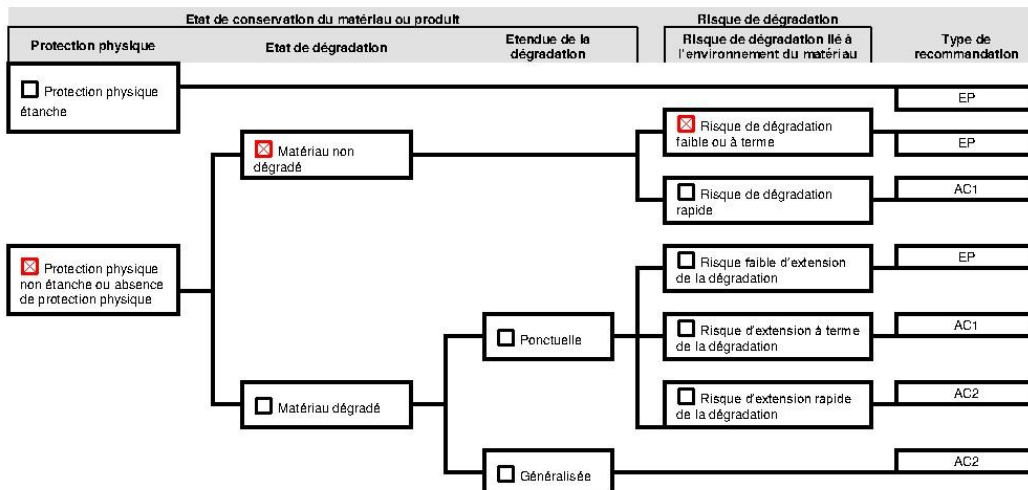 Etat de conservation du matériau ou produit
Risque de dégradation
Protection physique
Etat de dégradation
Etendue de la
dégradation
Risque de dégradation lié à
l'environnement du matériau
Type de
recommandation
Protection physique
étanche
EP
Matériau non
dégradé
Risque de dégradation
faible ou à terme
EP
Risque de dégradation
rapide
AC1
Protection physique
non étanche ou absence
de protection physique
Risque faible d'extension
de la dégradation
EP
Ponctuelle
Risque d'extension à terme
de la dégradation
AC1
Matériau dégradé
Risque d'extension rapide
de la dégradation
AC2
Généralisée
AC2